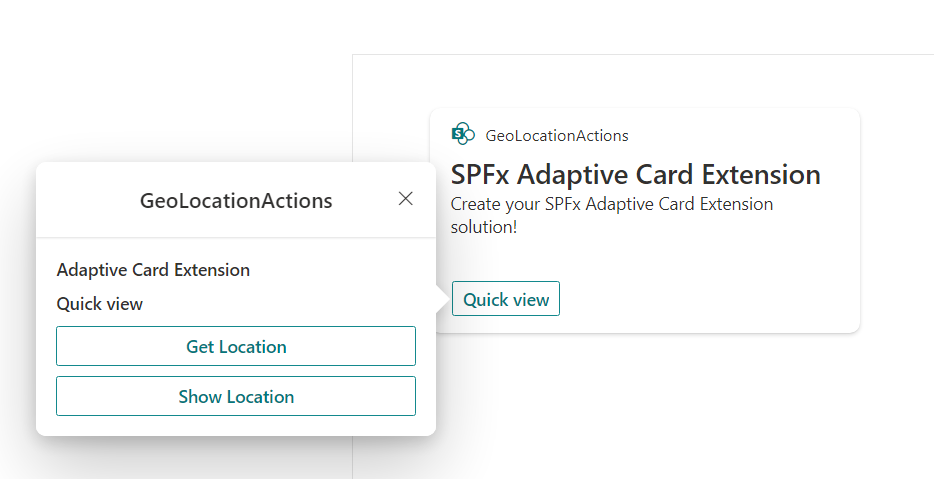 GeoLocationActions
SPFx Adaptive Card Extension
Create your SPFx Adaptive Card Extension
solution!
Quick view
GeoLocationActions
Adaptive Card Extension
Quick view
Get Location
Show Location